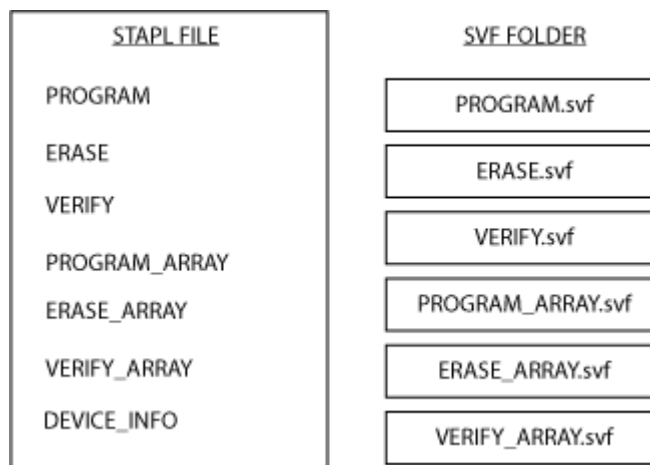 STAPL FILE
PROGRAM
ERASE
VERIFY
PROGRAM_ARRAY
ERASE_ARRAY
VERIFY_ARRAY
DEVICE_INFO
SVF FOLDER
PROGRAM.svf
ERASE.svf
VERIFY.svf
PROGRAM_ARRAY.svf
ERASE_ARRAY.svf
VERIFY_ARRAY.svf